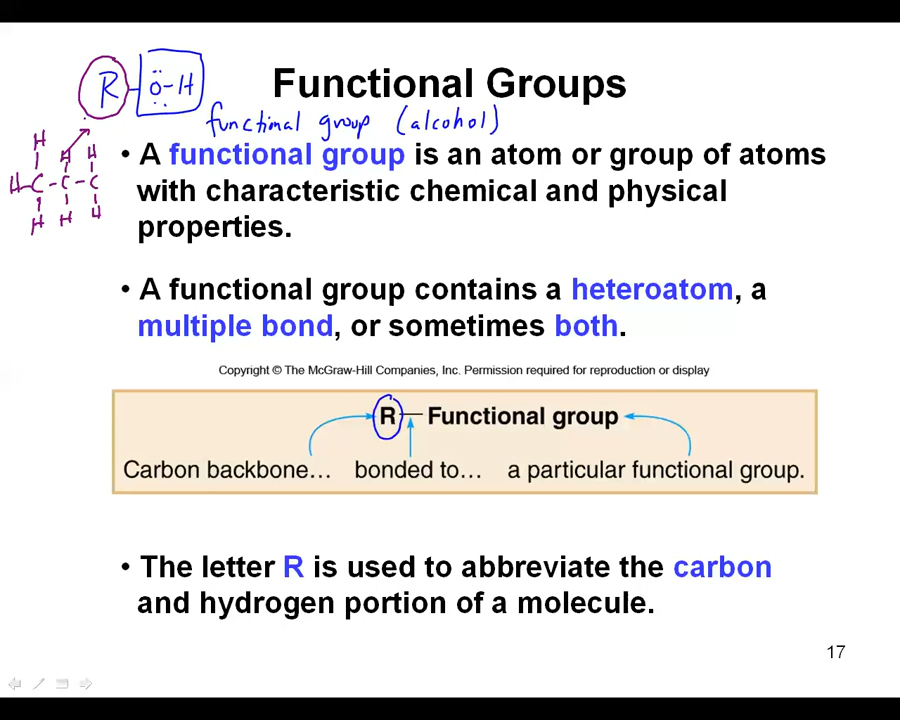 R-Ö-H
Functional Groups
functional group (alcohol)
H H H
H-C-C-C
H H H
• A functional group is an atom or group of atoms
with characteristic chemical and physical
properties.
• A functional group contains a heteroatom, a
multiple bond, or sometimes both.
Copyright © The McGraw-Hill Companies, Inc. Permission required for reproduction or display
R — Functional group
Carbon backbone… bonded to… a particular functional group.
• The letter R is used to abbreviate the carbon
and hydrogen portion of a molecule.
17